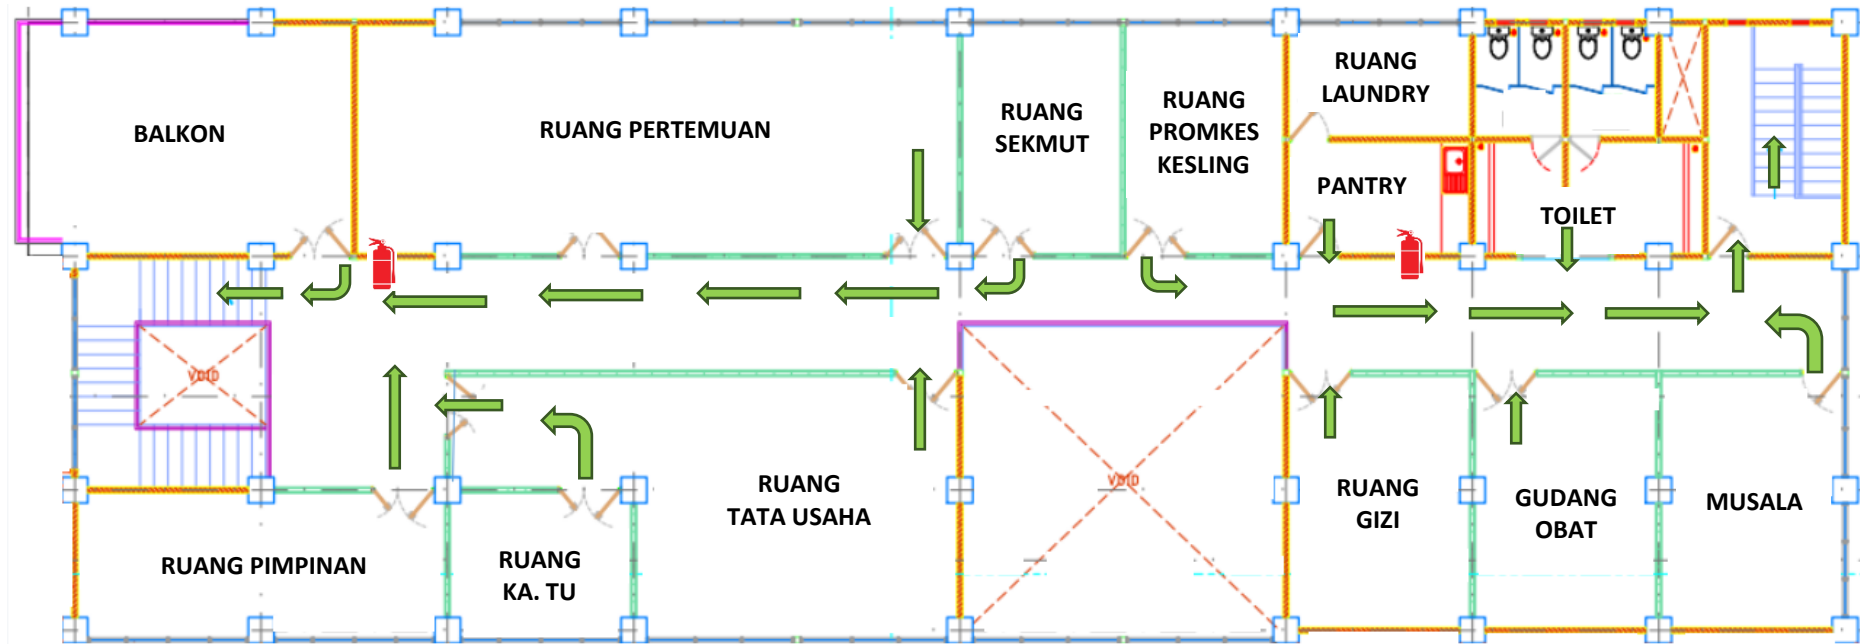 BALKON
RUANG PERTEMUAN
RUANG
SEKMUT
RUANG
PROMKES
KESLING
RUANG
LAUNDRY
PANTRY
TOILET
VOID
VOID
RUANG PIMPINAN
RUANG
KA. TU
RUANG
TATA USAHA
RUANG
GIZI
GUDANG
OBAT
MUSALA